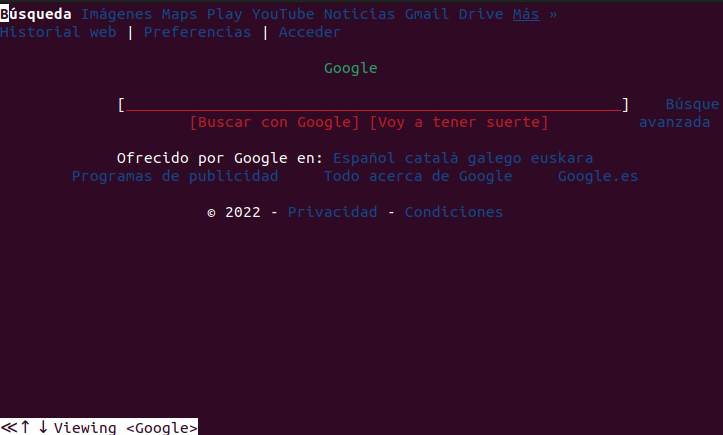 Búsqueda Imágenes Maps Play YouTube Noticias Gmail Drive Más »
Historial web | Preferencias | Acceder
Google
[_______________________________________________________] Búsque
[Buscar con Google] [Voy a tener suerte] avanzada
Ofrecido por Google en: Español català galego euskara
Programas de publicidad Todo acerca de Google Google.es
© 2022 - Privacidad - Condiciones
≪↑ ↓ Viewing <Google>